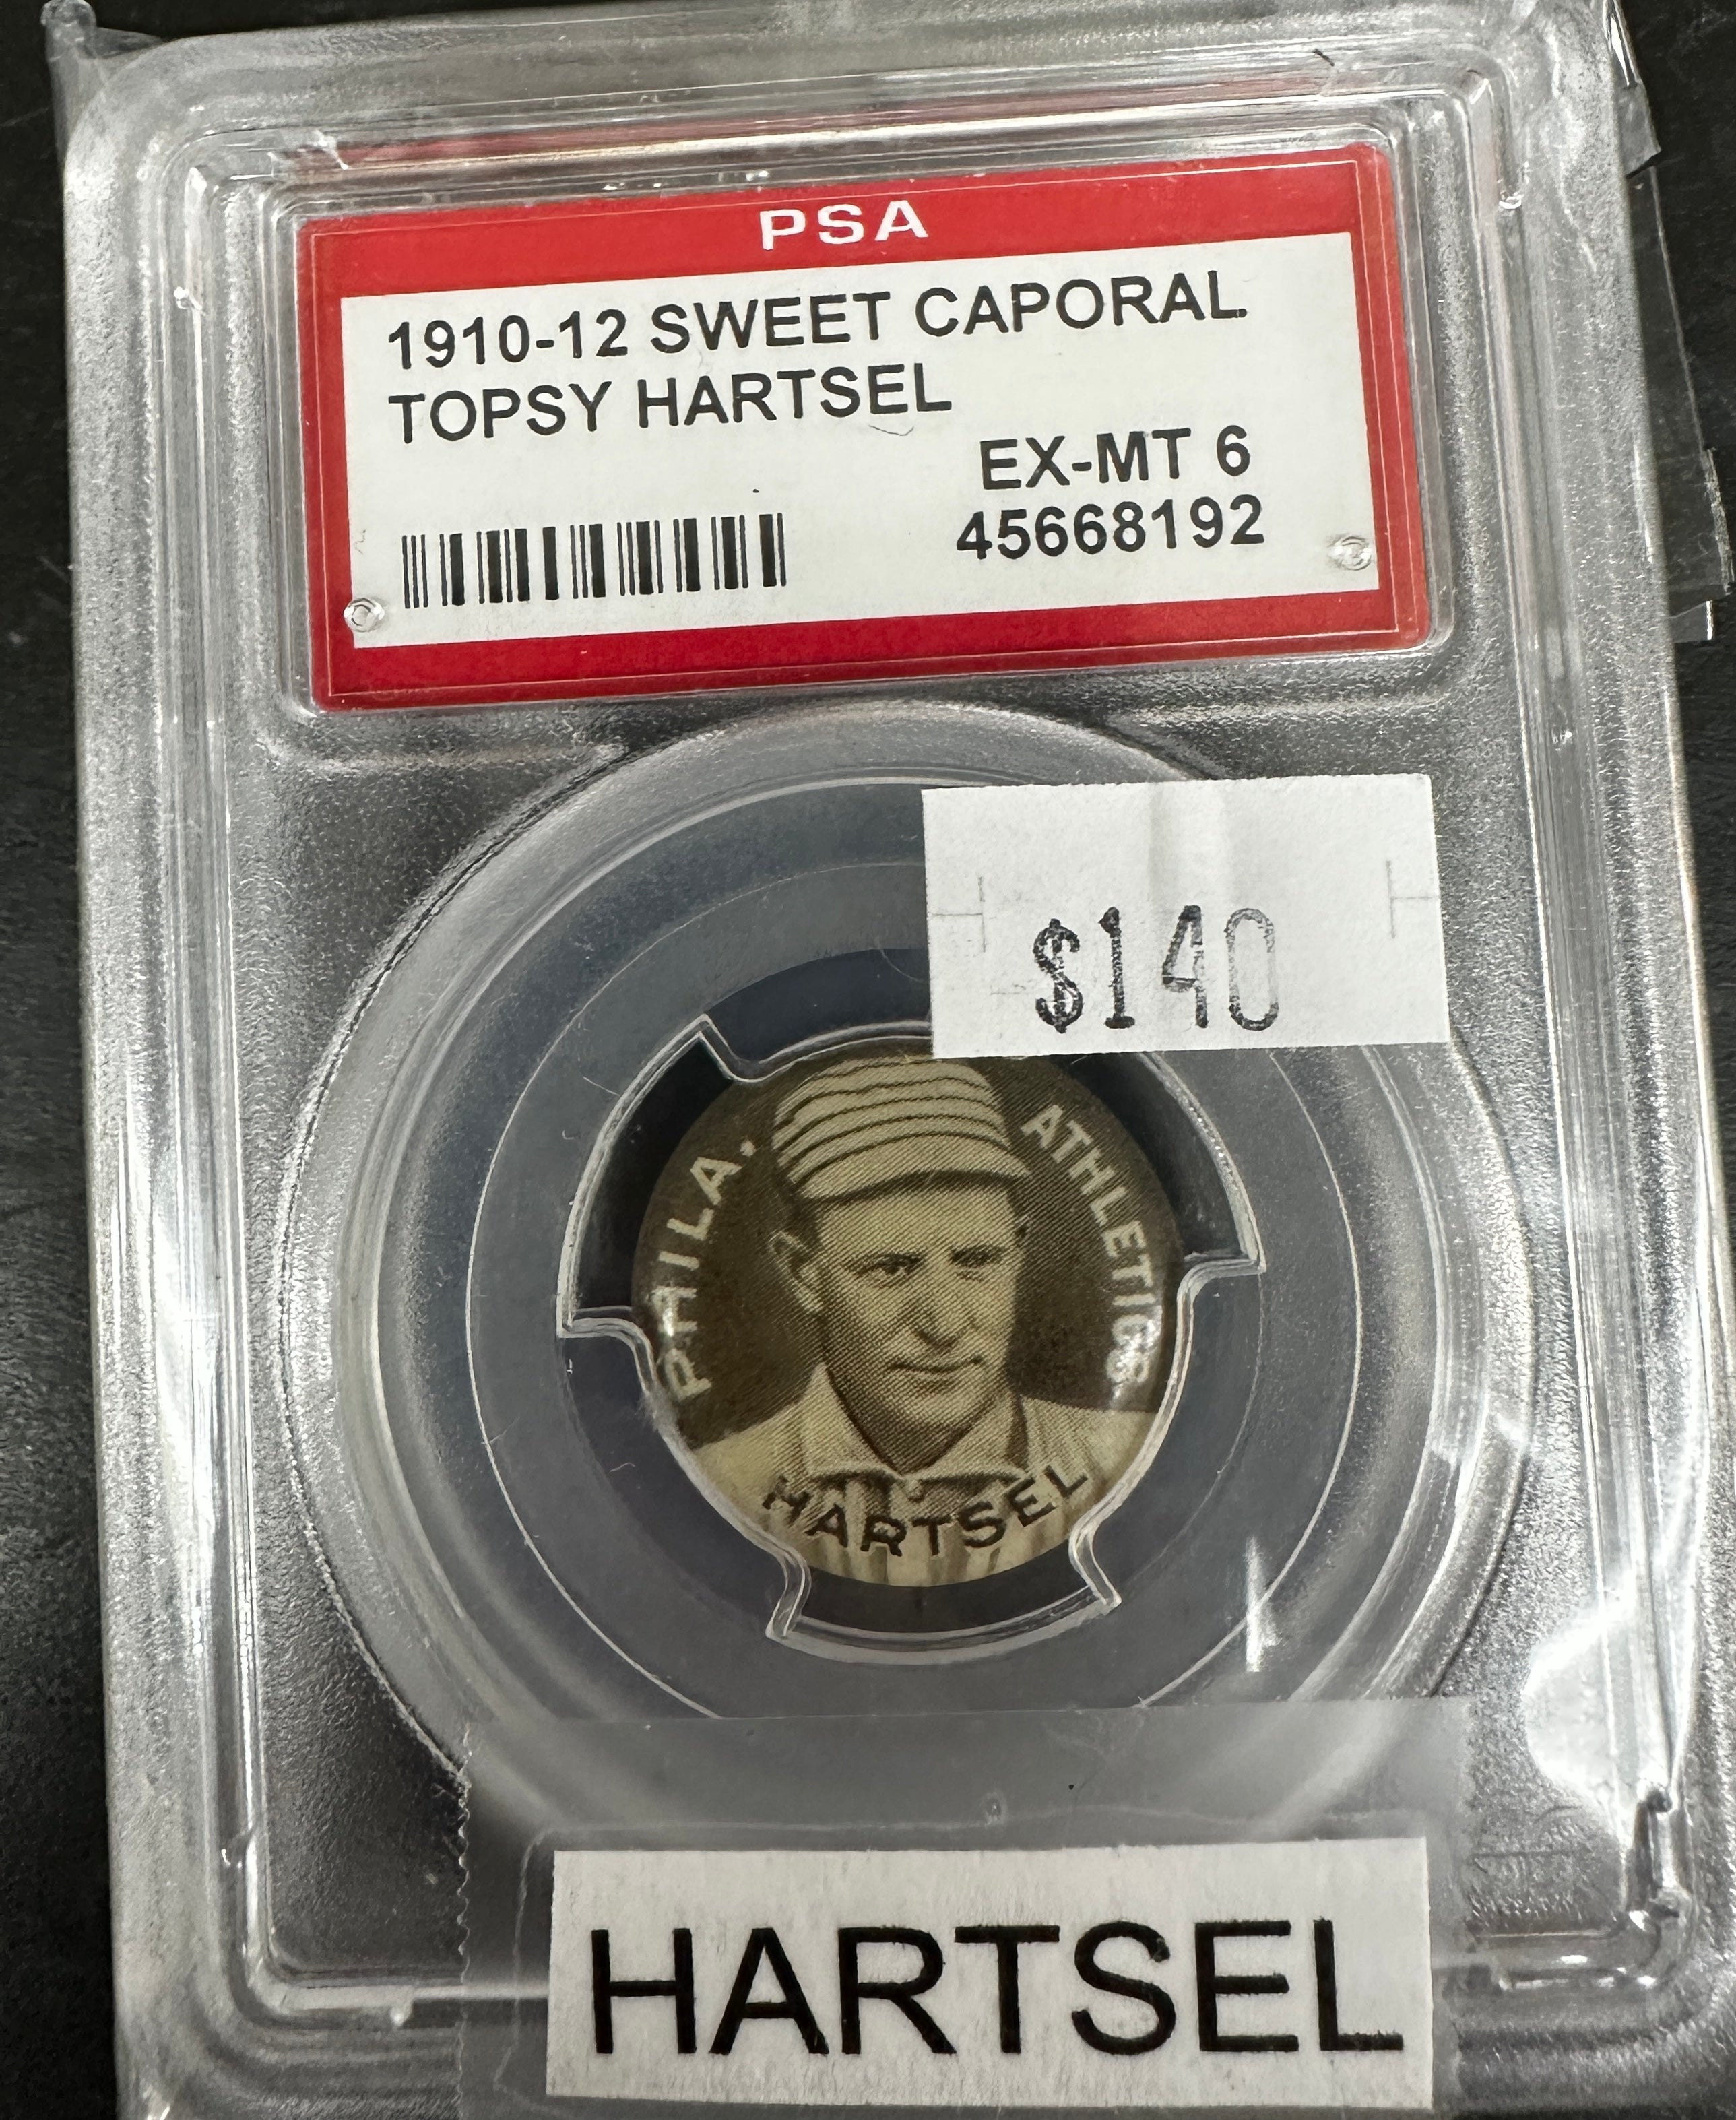 PSA
1910-12 SWEET CAPORAL
TOPSY HARTSEL
EX-MT 6
45668192
$140
PHILA. ATHLETICS
HARTSEL
HARTSEL